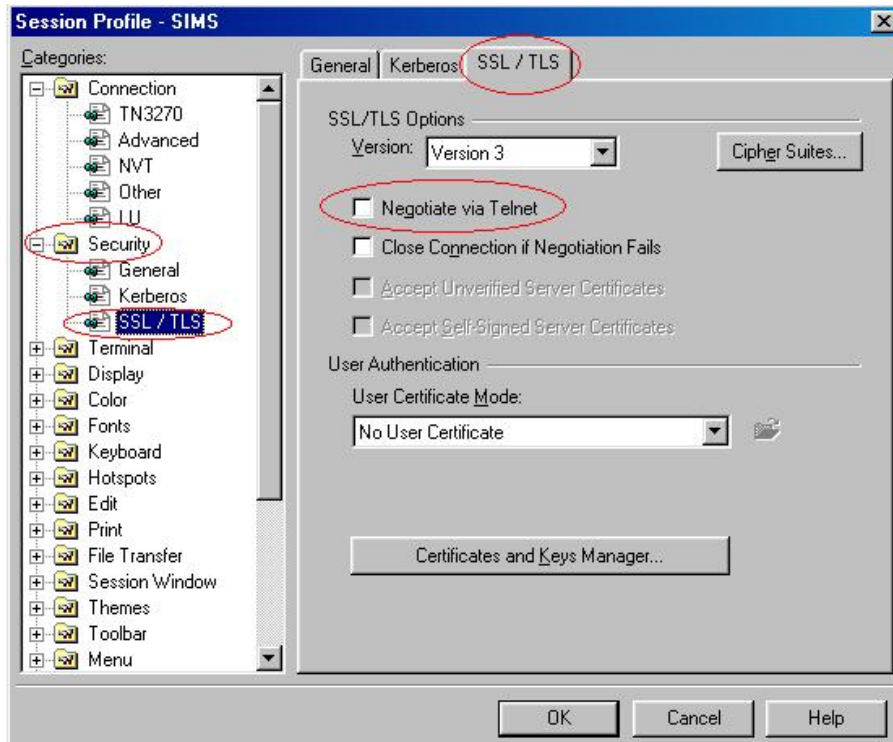 Session Profile - SIMS
Categories:
Connection
TN3270
Advanced
NVT
Other
LU
Security
General
Kerberos
SSL / TLS
Terminal
Display
Color
Fonts
Keyboard
Hotspots
Edit
Print
File Transfer
Session Window
Themes
Toolbar
Menu
General
Kerberos
SSL / TLS
SSL/TLS Options
Version:
Version 3
Cipher Suites...
Negotiate via Telnet
Close Connection if Negotiation Fails
Accept Unverified Server Certificates
Accept Self-Signed Server Certificates
User Authentication
User Certificate Mode:
No User Certificate
Certificates and Keys Manager...
OK
Cancel
Help